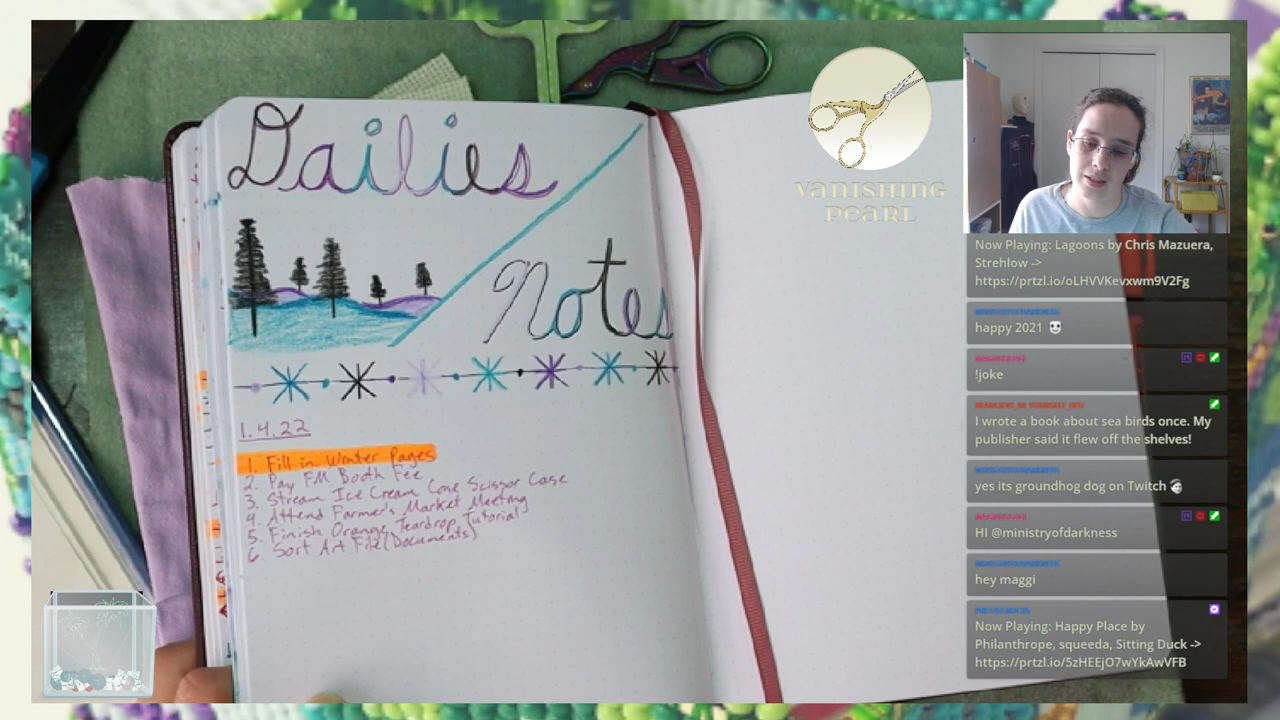 Dailies
Notes
1.4.22
1. Fill in Winter Pages
2. Pay FM Booth Fee
3. Stream Ice Cream Cone Scissor Case
4. Attend Farmer's Market Meeting
5. Finish Orange Teardrop Tutorial
6. Sort Art File (Documents)
VANISHING
PEARL
Now Playing: Lagoons by Chris Mazuera,
Strehlow ->
https://prtzl.io/oLHVVKevxwm9V2Fg
happy 2021
!joke
I wrote a book about sea birds once. My
publisher said it flew off the shelves!
yes its groundhog dog on Twitch
HI @ministryofdarkness
hey maggi
Now Playing: Happy Place by
Philanthrope, squeeda, Sitting Duck ->
https://prtzl.io/5zHEEjO7wYkAwVFB